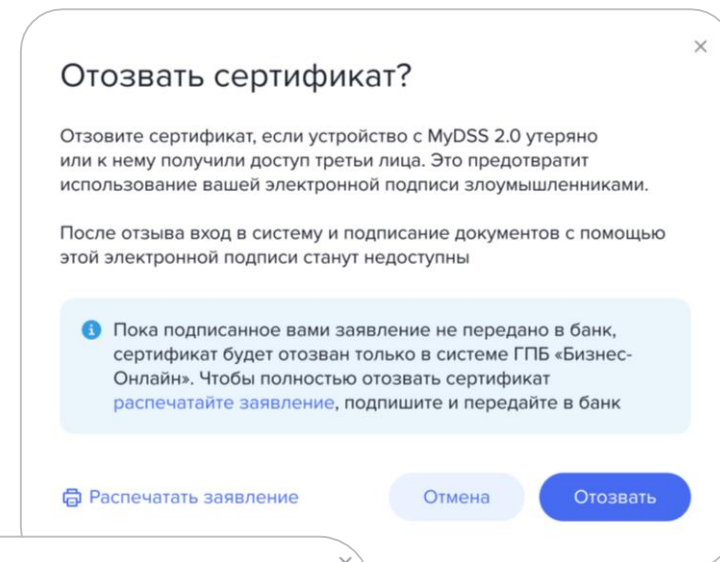 Отозвать сертификат?
Отзовите сертификат, если устройство с MyDSS 2.0 утеряно
или к нему получили доступ третьи лица. Это предотвратит
использование вашей электронной подписи злоумышленниками.
После отзыва вход в систему и подписание документов с помощью
этой электронной подписи станут недоступны
Пока подписанное вами заявление не передано в банк,
сертификат будет отозван только в системе ГПБ «Бизнес-
Онлайн». Чтобы полностью отозвать сертификат
распечатайте заявление, подпишите и передайте в банк
Распечатать заявление
Отмена
Отозвать